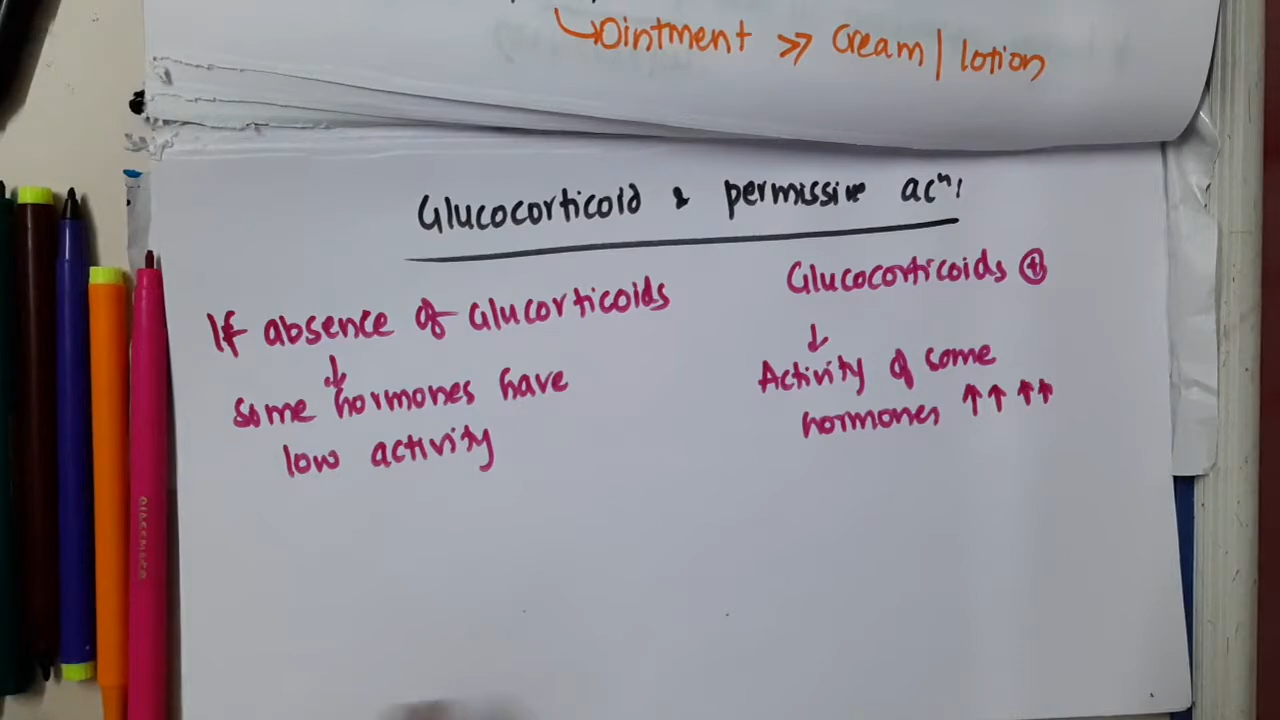 Ointment >> Cream | lotion
Glucocorticoid & permissive acⁿ:
If absence of Glucorticoids
↓
some hormones have
low activity
Glucocorticoids ⊕
↓
Activity of some
hormones ↑↑↑↑